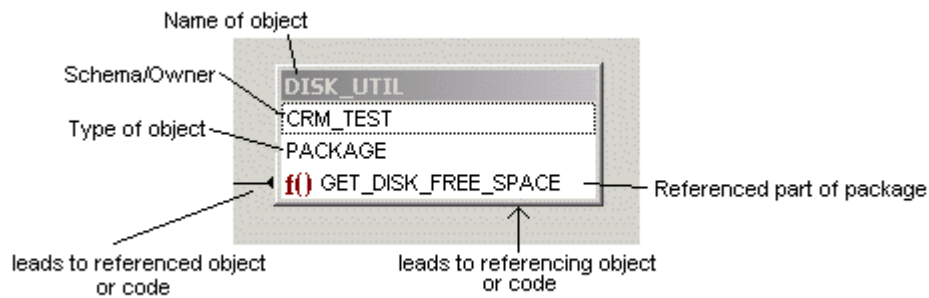 Name of object
Schema/Owner
DISK_UTIL
CRM_TEST
Type of object
PACKAGE
f() GET_DISK_FREE_SPACE
Referenced part of package
leads to referenced object
or code
leads to referencing object
or code